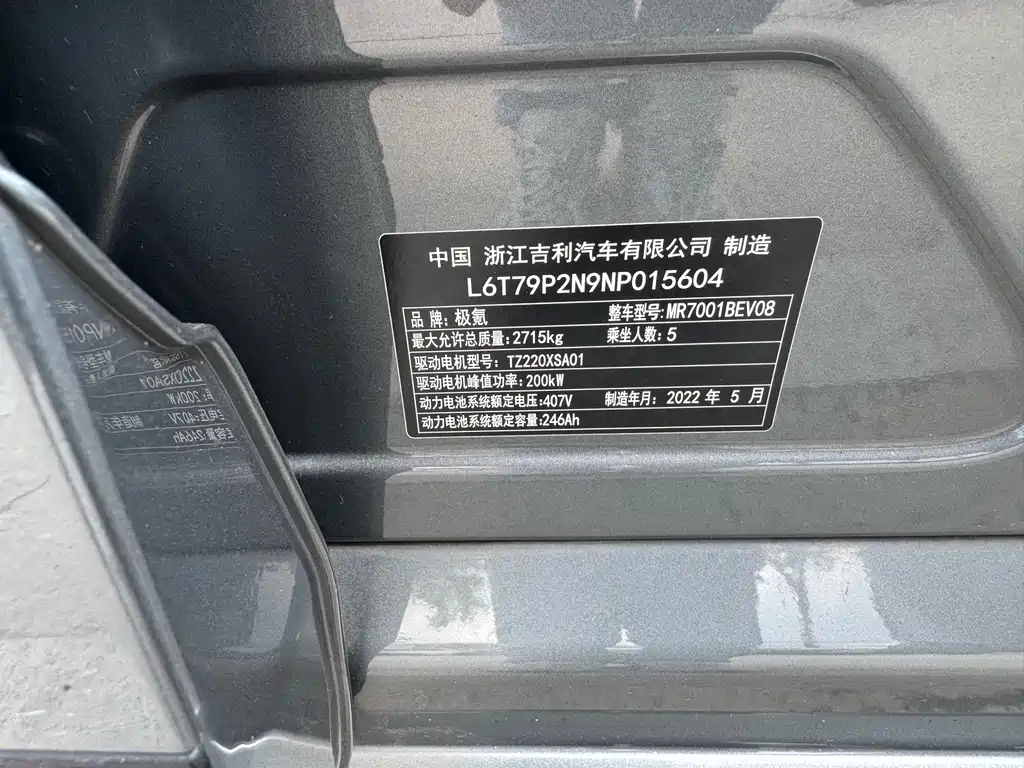 中国 浙江吉利汽车有限公司 制造
L6T79P2N9NP015604
品 牌: 极氪 整车型号: MR7001BEV08
最大允许总质量: 2715kg 乘坐人数: 5
驱动电机型号: TZ220XSA01
驱动电机峰值功率: 200kW
动力电池系统额定电压: 407V 制造年月: 2022 年 5 月
动力电池系统额定容量: 246Ah